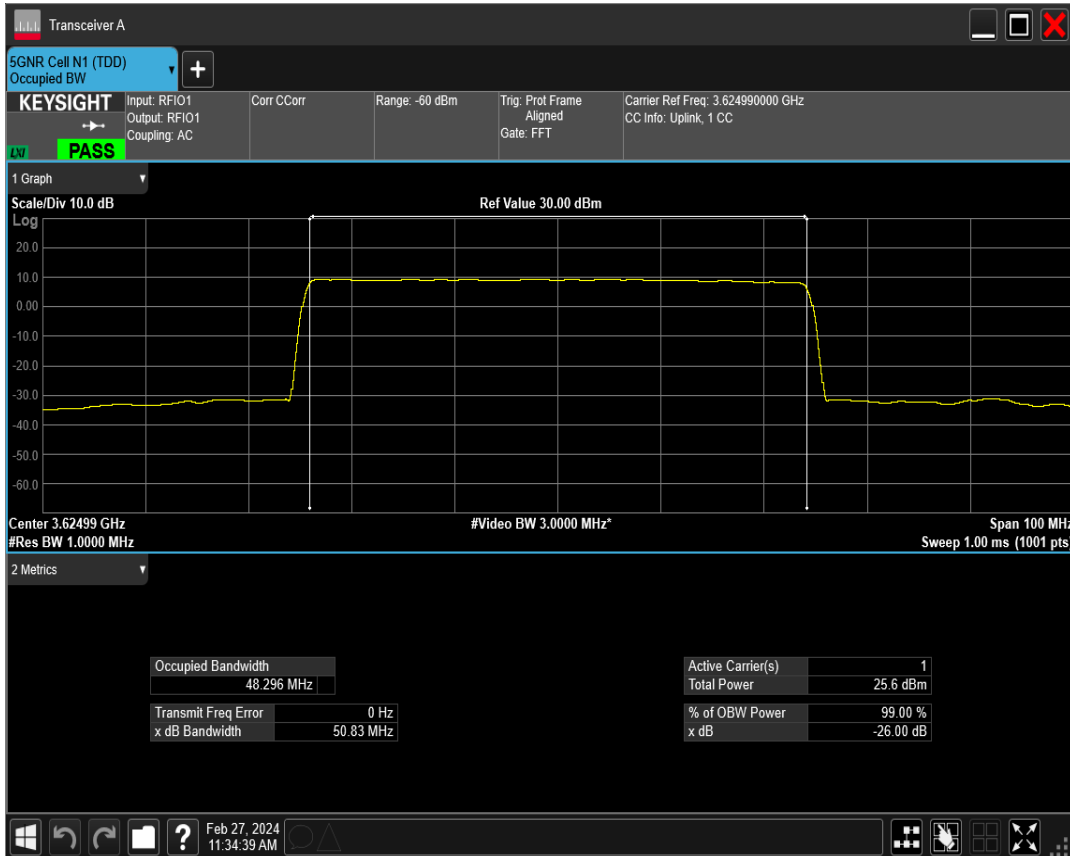 Transceiver A
5GNR Cell N1 (TDD)
Occupied BW
+
KEYSIGHT
LXI
PASS
Input: RFIO1
Output: RFIO1
Coupling: AC
Corr CCorr
Range: -60 dBm
Trig: Prot Frame
Aligned
Gate: FFT
Carrier Ref Freq: 3.624990000 GHz
CC Info: Uplink, 1 CC
1 Graph
Scale/Div 10.0 dB
Ref Value 30.00 dBm
Log
20.0
10.0
0.00
-10.0
-20.0
-30.0
-40.0
-50.0
-60.0
Center 3.62499 GHz
#Video BW 3.0000 MHz*
Span 100 MHz
#Res BW 1.0000 MHz
Sweep 1.00 ms (1001 pts)
2 Metrics
Occupied Bandwidth
48.296 MHz
Transmit Freq Error 0 Hz
x dB Bandwidth 50.83 MHz
Active Carrier(s) 1
Total Power 25.6 dBm
% of OBW Power 99.00 %
x dB -26.00 dB
?
Feb 27, 2024
11:34:39 AM